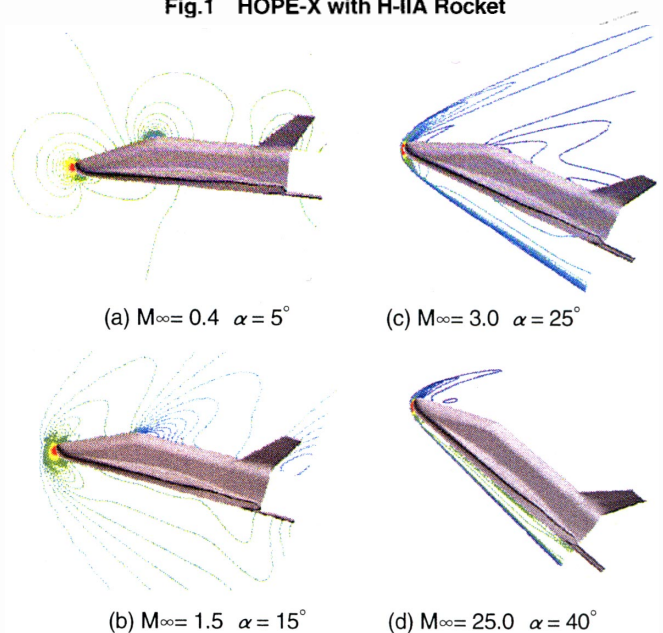 Fig.1 HOPE-X with H-IIA Rocket
(a) M∞= 0.4 α = 5°
(c) M∞= 3.0 α = 25°
(b) M∞= 1.5 α = 15°
(d) M∞= 25.0 α = 40°